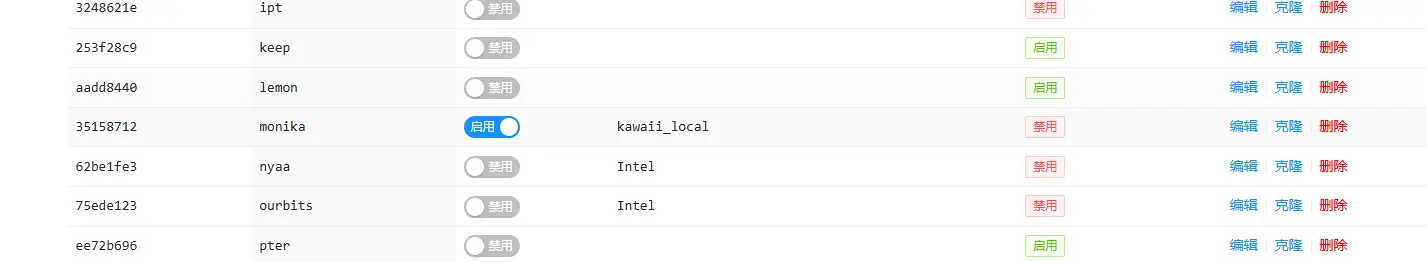 3248621e ipt 禁用 禁用 编辑 克隆 删除
253f28c9 keep 禁用 启用 编辑 克隆 删除
aadd8440 lemon 禁用 启用 编辑 克隆 删除
35158712 monika 启用 kawaii_local 禁用 编辑 克隆 删除
62be1fe3 nyaa 禁用 Intel 禁用 编辑 克隆 删除
75ede123 ourbits 禁用 Intel 禁用 编辑 克隆 删除
ee72b696 pter 禁用 启用 编辑 克隆 删除